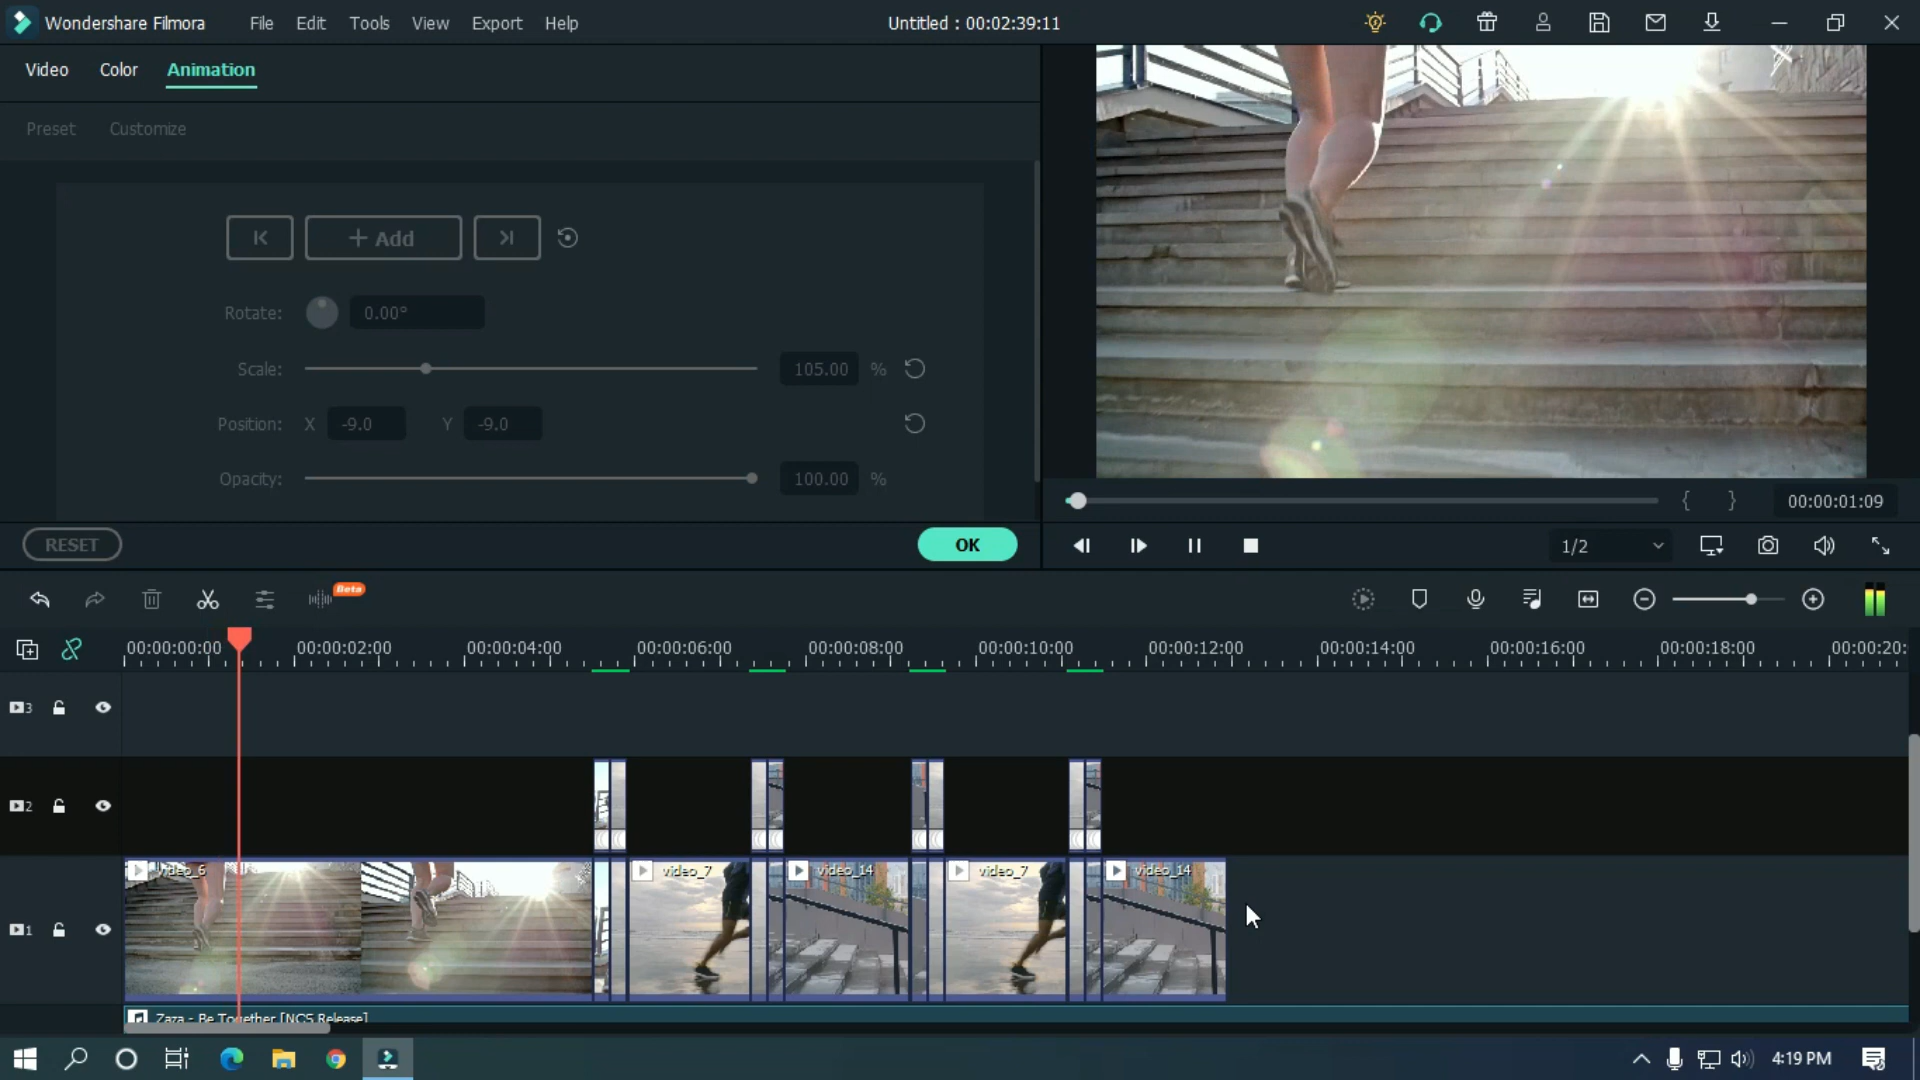 Wondershare Filmora File Edit Tools View Export Help Untitled : 00:02:39:11
Video Color Animation
Preset Customize
Add
Rotate: 0.00°
Scale: 105.00 %
Position: X -9.0 Y -9.0
Opacity: 100.00 %
{ } 00:00:01:09
RESET OK 1/2
Beta
00:00:00:00 00:00:02:00 00:00:04:00 00:00:06:00 00:00:08:00 00:00:10:00 00:00:12:00 00:00:14:00 00:00:16:00 00:00:18:00 00:00:20:
3
2
1 video_6 video_7 video_14 video_7 video_14
Zaza - Be Together [NCS Release]
4:19 PM